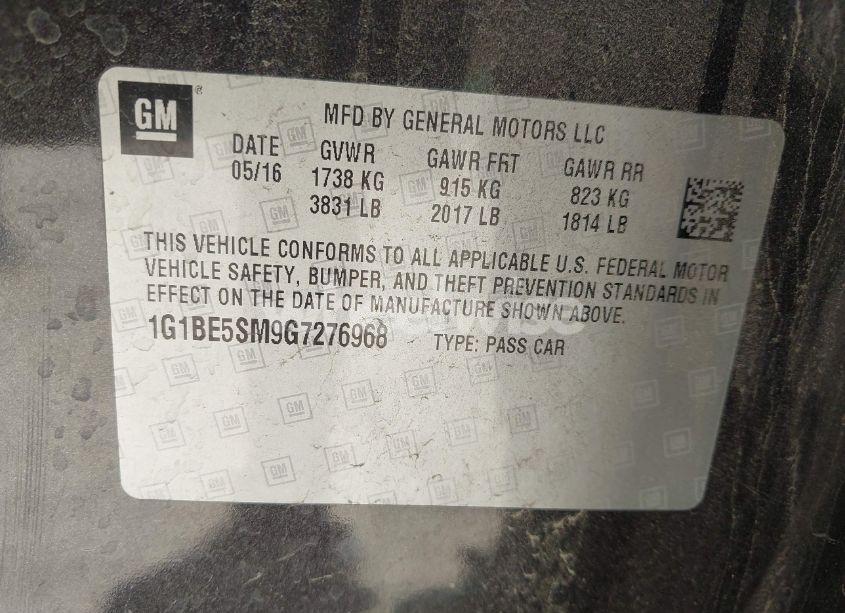 GM ® MFD BY GENERAL MOTORS LLC
DATE GVWR GAWR FRT GAWR RR
05/16 1738 KG 915 KG 823 KG
3831 LB 2017 LB 1814 LB
THIS VEHICLE CONFORMS TO ALL APPLICABLE U.S. FEDERAL MOTOR
VEHICLE SAFETY, BUMPER, AND THEFT PREVENTION STANDARDS IN
EFFECT ON THE DATE OF MANUFACTURE SHOWN ABOVE.
1G1BE5SM9G7276968 TYPE: PASS CAR